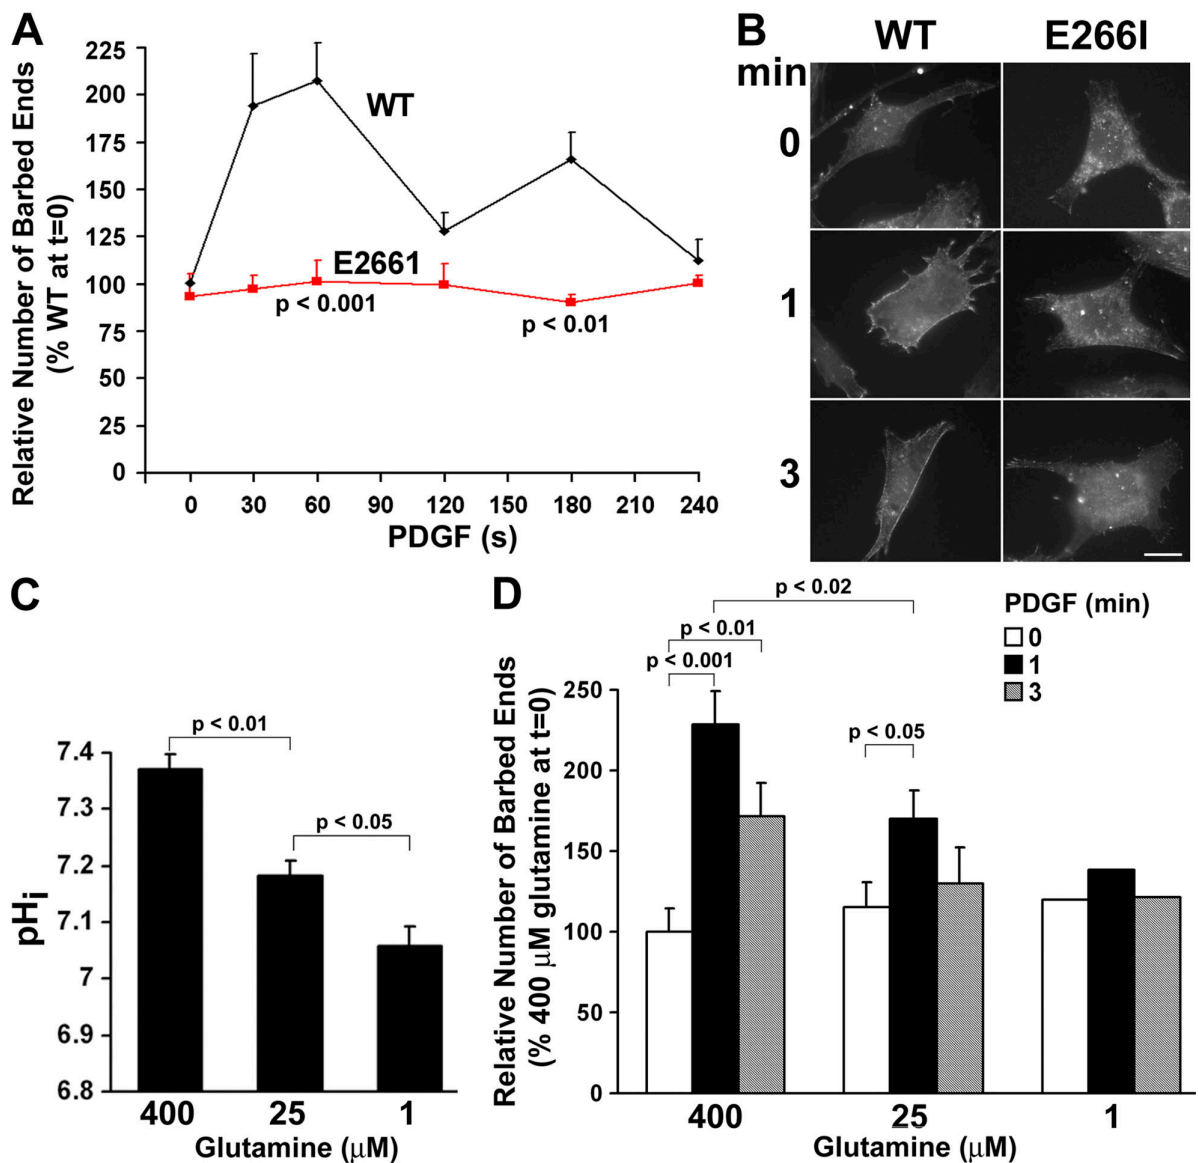 A
Relative Number of Barbed Ends
(% WT at t=0)
225
200
175
150
125
100
75
50
25
0
WT
E2661
p < 0.001
p < 0.01
0 30 60 90 120 150 180 210 240
PDGF (s)
B
WT E266I
min
0
1
3
C
pHi
7.4
7.3
7.2
7.1
7
6.9
6.8
p < 0.01
p < 0.05
400 25 1
Glutamine (μM)
D
Relative Number of Barbed Ends
(% 400 μM glutamine at t=0)
p < 0.02
p < 0.01
p < 0.001
p < 0.05
PDGF (min)
0
1
3
250
200
150
100
50
0
400 25 1
Glutamine (μM)